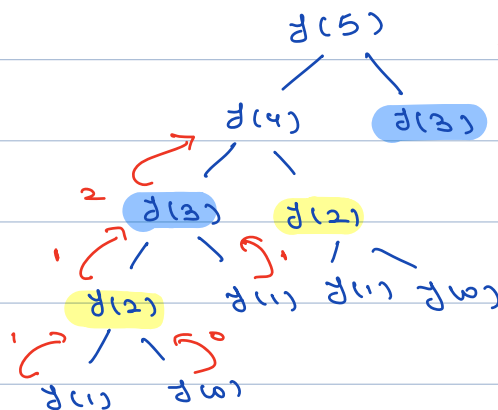 f(5)
f(4) f(3)
2 f(3) f(2)
1 1
f(2) f(1) f(1) f(0)
1 0
f(1) f(0)